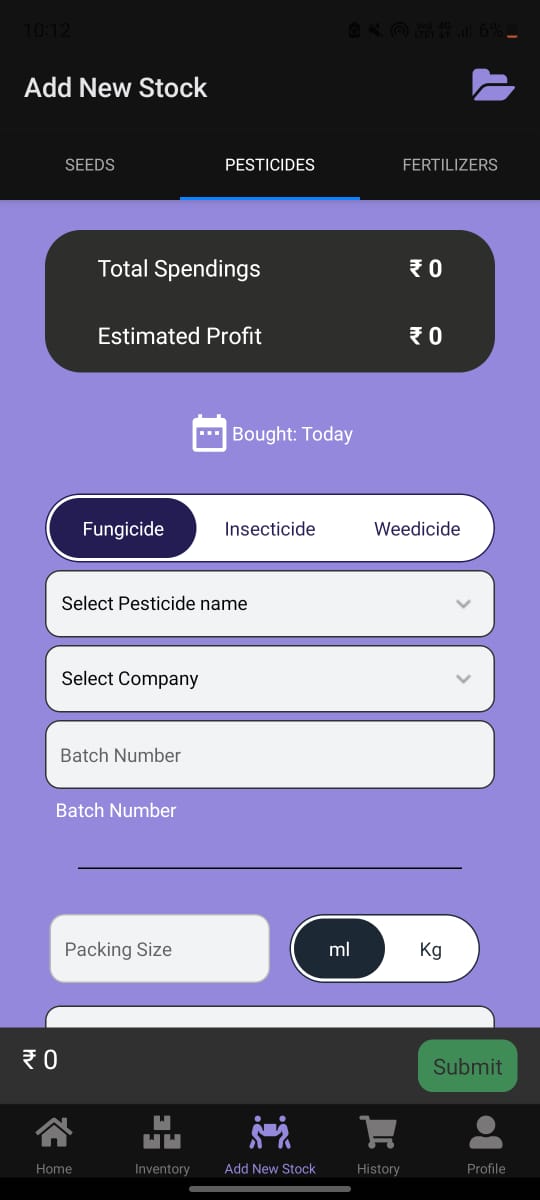 10:12
6%
Add New Stock
SEEDS PESTICIDES FERTILIZERS
Total Spendings ₹ 0
Estimated Profit ₹ 0
Bought: Today
Fungicide Insecticide Weedicide
Select Pesticide name
Select Company
Batch Number
Batch Number
Packing Size ml Kg
₹ 0 Submit
Home Inventory Add New Stock History Profile